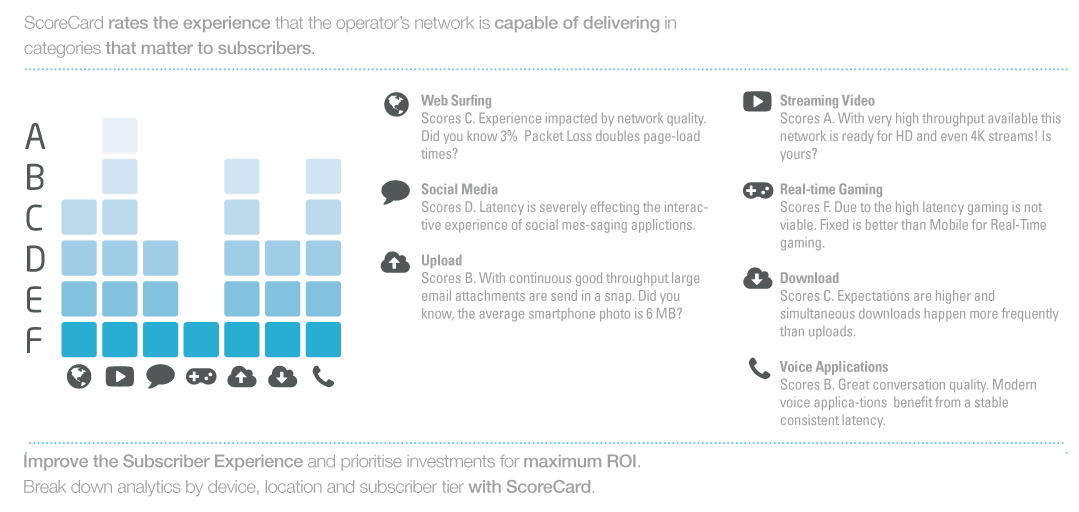 ScoreCard rates the experience that the operator’s network is capable of delivering in
categories that matter to subscribers.
A
B
C
D
E
F
Web Surfing
Scores C. Experience impacted by network quality.
Did you know 3%  Packet Loss doubles page-load
times?
Social Media
Scores D. Latency is severely effecting the interac-
tive experience of social mes-saging applictions.
Upload
Scores B. With continuous good throughput large
email attachments are send in a snap. Did you
know, the average smartphone photo is 6 MB?
Streaming Video
Scores A. With very high throughput available this
network is ready for HD and even 4K streams! Is
yours?
Real-time Gaming
Scores F. Due to the high latency gaming is not
viable. Fixed is better than Mobile for Real-Time
gaming.
Download
Scores C. Expectations are higher and
simultaneous downloads happen more frequently
than uploads.
Voice Applications
Scores B. Great conversation quality. Modern
voice applica-tions  benefit from a stable
consistent latency.
Improve the Subscriber Experience and prioritise investments for maximum ROI.
Break down analytics by device, location and subscriber tier with ScoreCard.